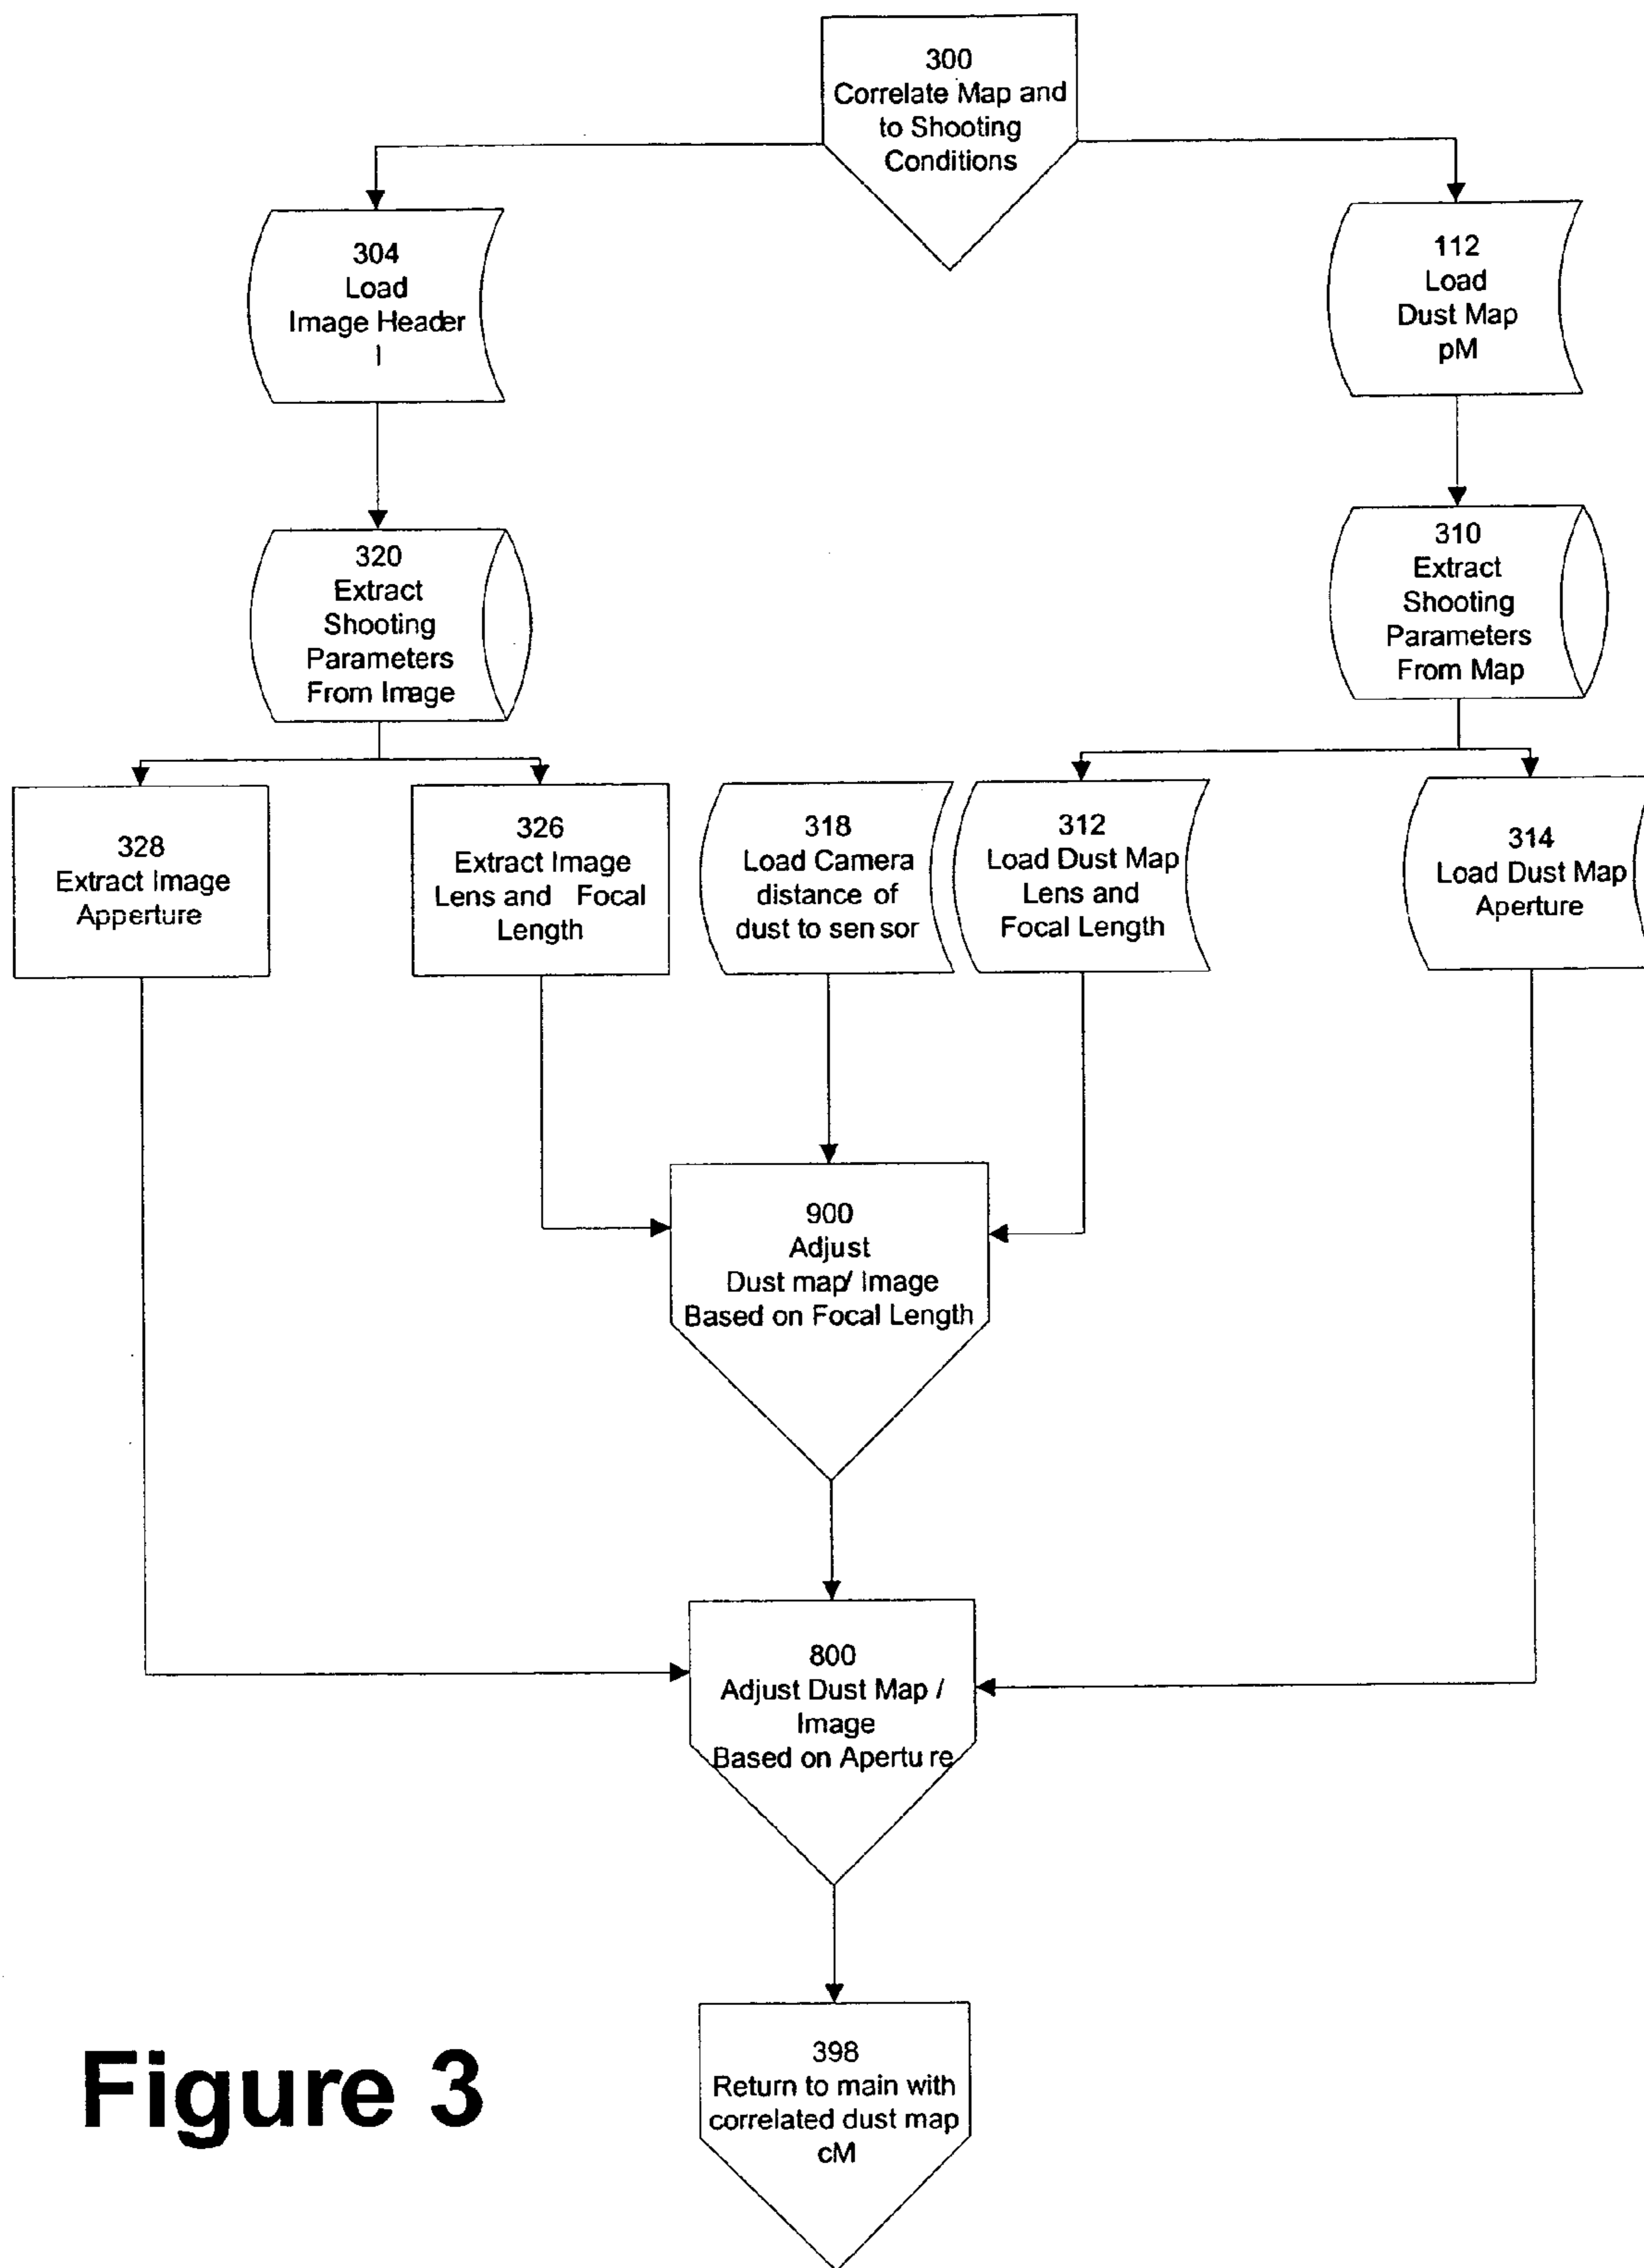 300
Correlate Map and
to Shooting
Conditions
304
Load
Image Header
I
112
Load
Dust Map
pM
320
Extract
Shooting
Parameters
From Image
310
Extract
Shooting
Parameters
From Map
328
Extract Image
Apperture
326
Extract Image
Lens and Focal
Length
318
Load Camera
distance of
dust to sensor
312
Load Dust Map
Lens and
Focal Length
314
Load Dust Map
Aperture
900
Adjust
Dust map/ Image
Based on Focal Length
800
Adjust Dust Map /
Image
Based on Aperture
398
Return to main with
correlated dust map
cM
Figure 3